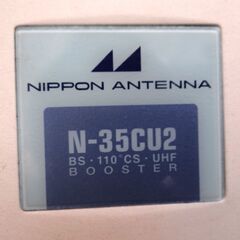 NIPPON ANTENNA
N-35CU2
BS・110°CS・UHF
BOOSTER